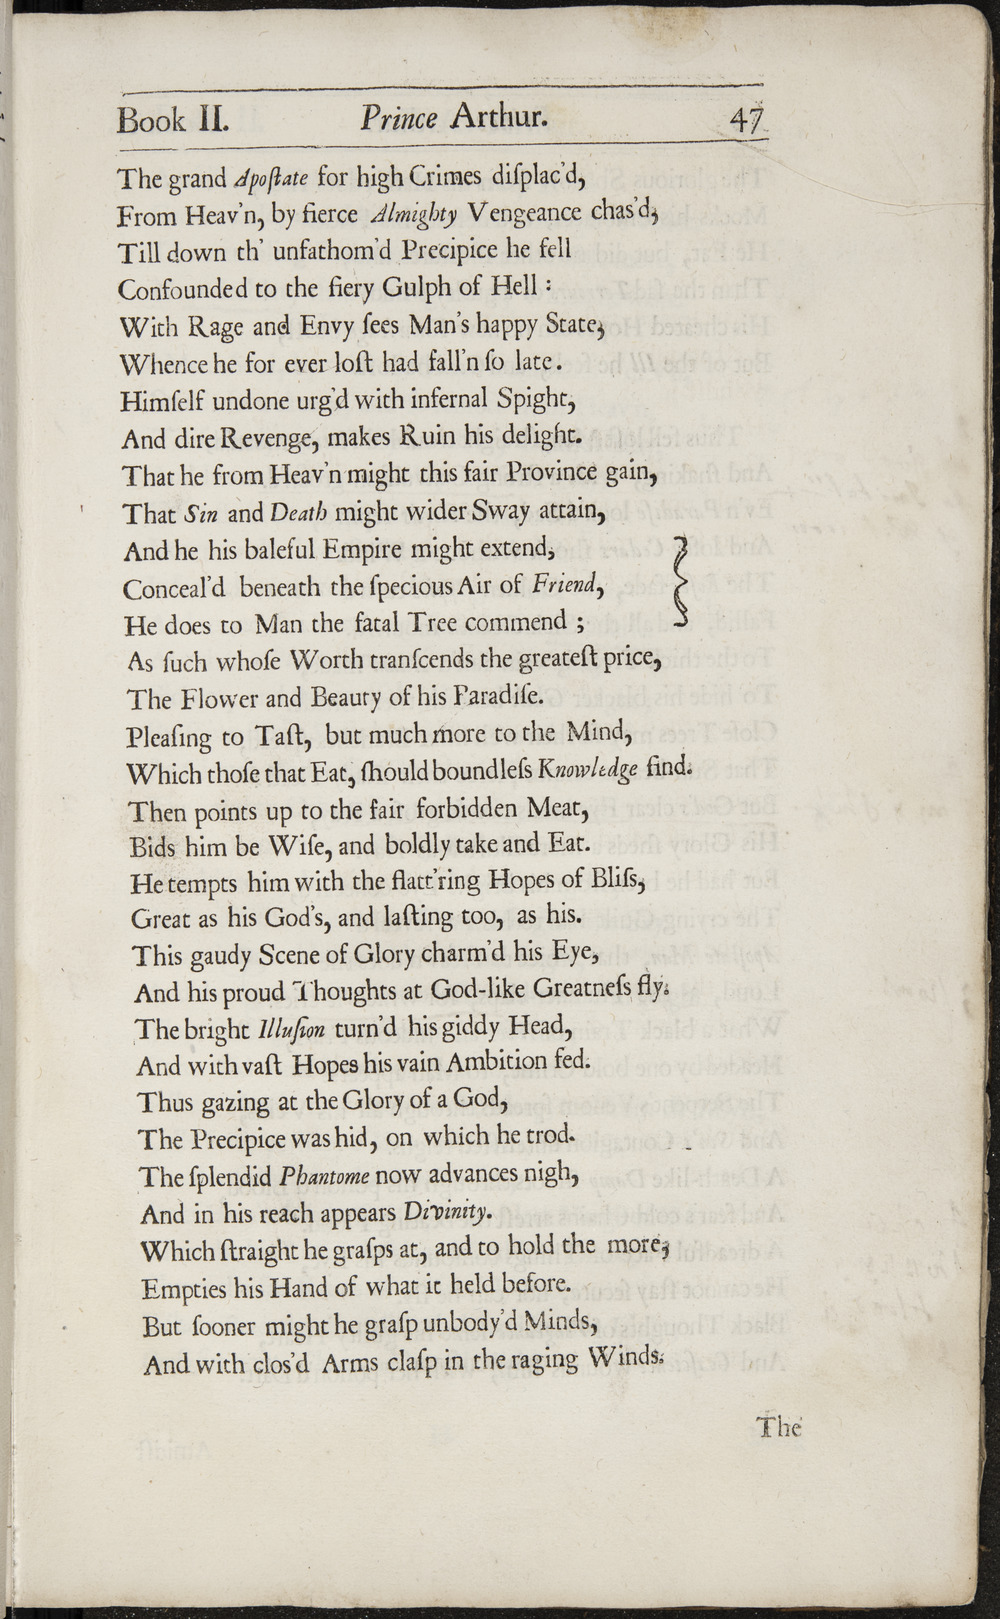 Book II. Prince Arthur. 47
The grand Apoſtate for high Crimes diſplac'd,
From Heav'n, by fierce Almighty Vengeance chas'd;
Till down th' unfathom'd Precipice he fell
Confounded to the fiery Gulph of Hell:
With Rage and Envy ſees Man's happy State,
Whence he for ever loſt had fall'n ſo late.
Himſelf undone urg'd with infernal Spight,
And dire Revenge, makes Ruin his delight.
That he from Heav'n might this fair Province gain,
That Sin and Death might wider Sway attain,
And he his baleful Empire might extend,
Conceal'd beneath the ſpecious Air of Friend,
He does to Man the fatal Tree commend;
As ſuch whoſe Worth tranſcends the greateſt price,
The Flower and Beauty of his Paradiſe.
Pleaſing to Taſt, but much more to the Mind,
Which thoſe that Eat, ſhould boundleſs Knowledge find.
Then points up to the fair forbidden Meat,
Bids him be Wiſe, and boldly take and Eat.
He tempts him with the flatt'ring Hopes of Bliſs,
Great as his God's, and laſting too, as his.
This gaudy Scene of Glory charm'd his Eye,
And his proud Thoughts at God-like Greatneſs fly.
The bright Illuſion turn'd his giddy Head,
And with vaſt Hopes his vain Ambition fed.
Thus gazing at the Glory of a God,
The Precipice was hid, on which he trod.
The ſplendid Phantome now advances nigh,
And in his reach appears Divinity.
Which ſtraight he graſps at, and to hold the more,
Empties his Hand of what it held before.
But ſooner might he graſp unbody'd Minds,
And with clos'd Arms claſp in the raging Winds.
The